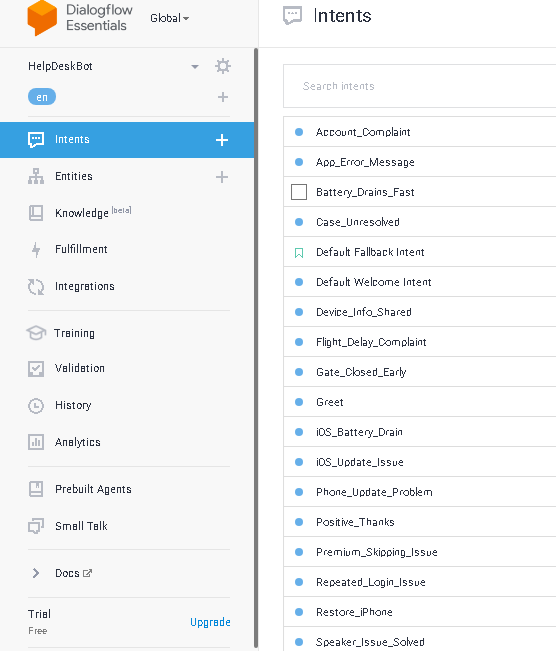 Dialogflow
Essentials
Global
HelpDeskBot
en
Intents
Entities
Knowledge [beta]
Fulfillment
Integrations
Training
Validation
History
Analytics
Prebuilt Agents
Small Talk
Docs
Trial
Free
Upgrade
Intents
Search intents
Account_Complaint
App_Error_Message
Battery_Drains_Fast
Case_Unresolved
Default Fallback Intent
Default Welcome Intent
Device_Info_Shared
Flight_Delay_Complaint
Gate_Closed_Early
Greet
iOS_Battery_Drain
iOS_Update_Issue
Phone_Update_Problem
Positive_Thanks
Premium_Skipping_Issue
Repeated_Login_Issue
Restore_iPhone
Speaker_Issue_Solved